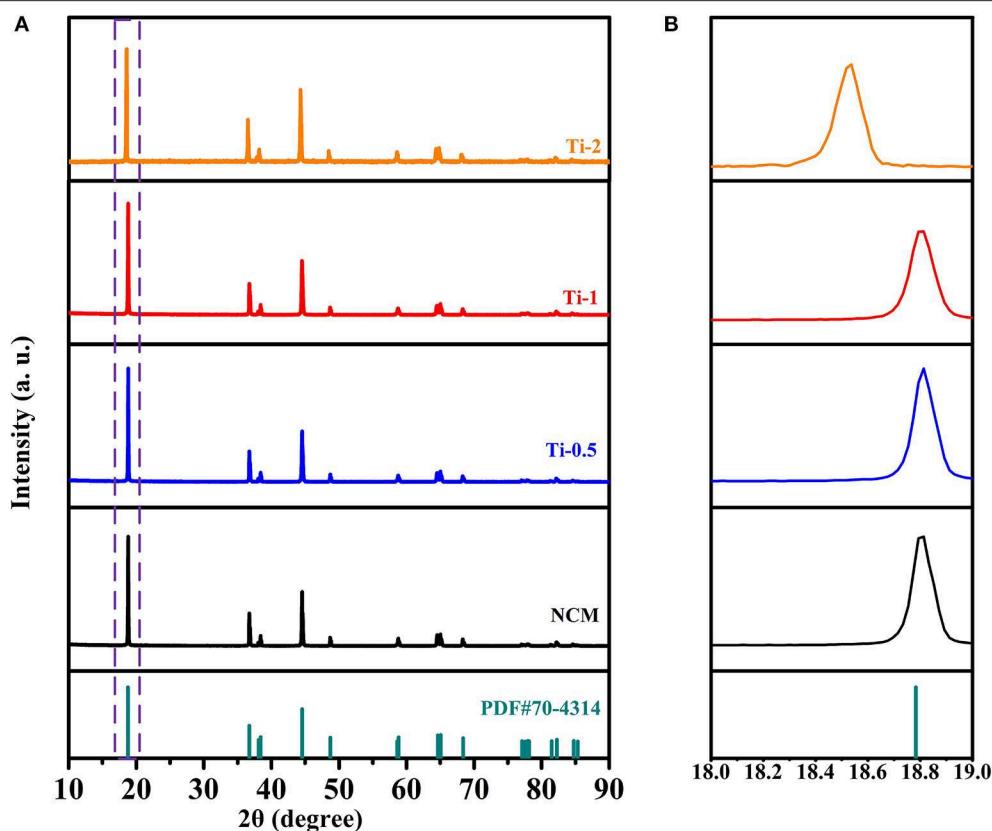 A
B
Ti-2
Ti-1
Ti-0.5
NCM
PDF#70-4314
Intensity (a. u.)
10 20 30 40 50 60 70 80 90
18.0 18.2 18.4 18.6 18.8 19.0
2θ (degree)